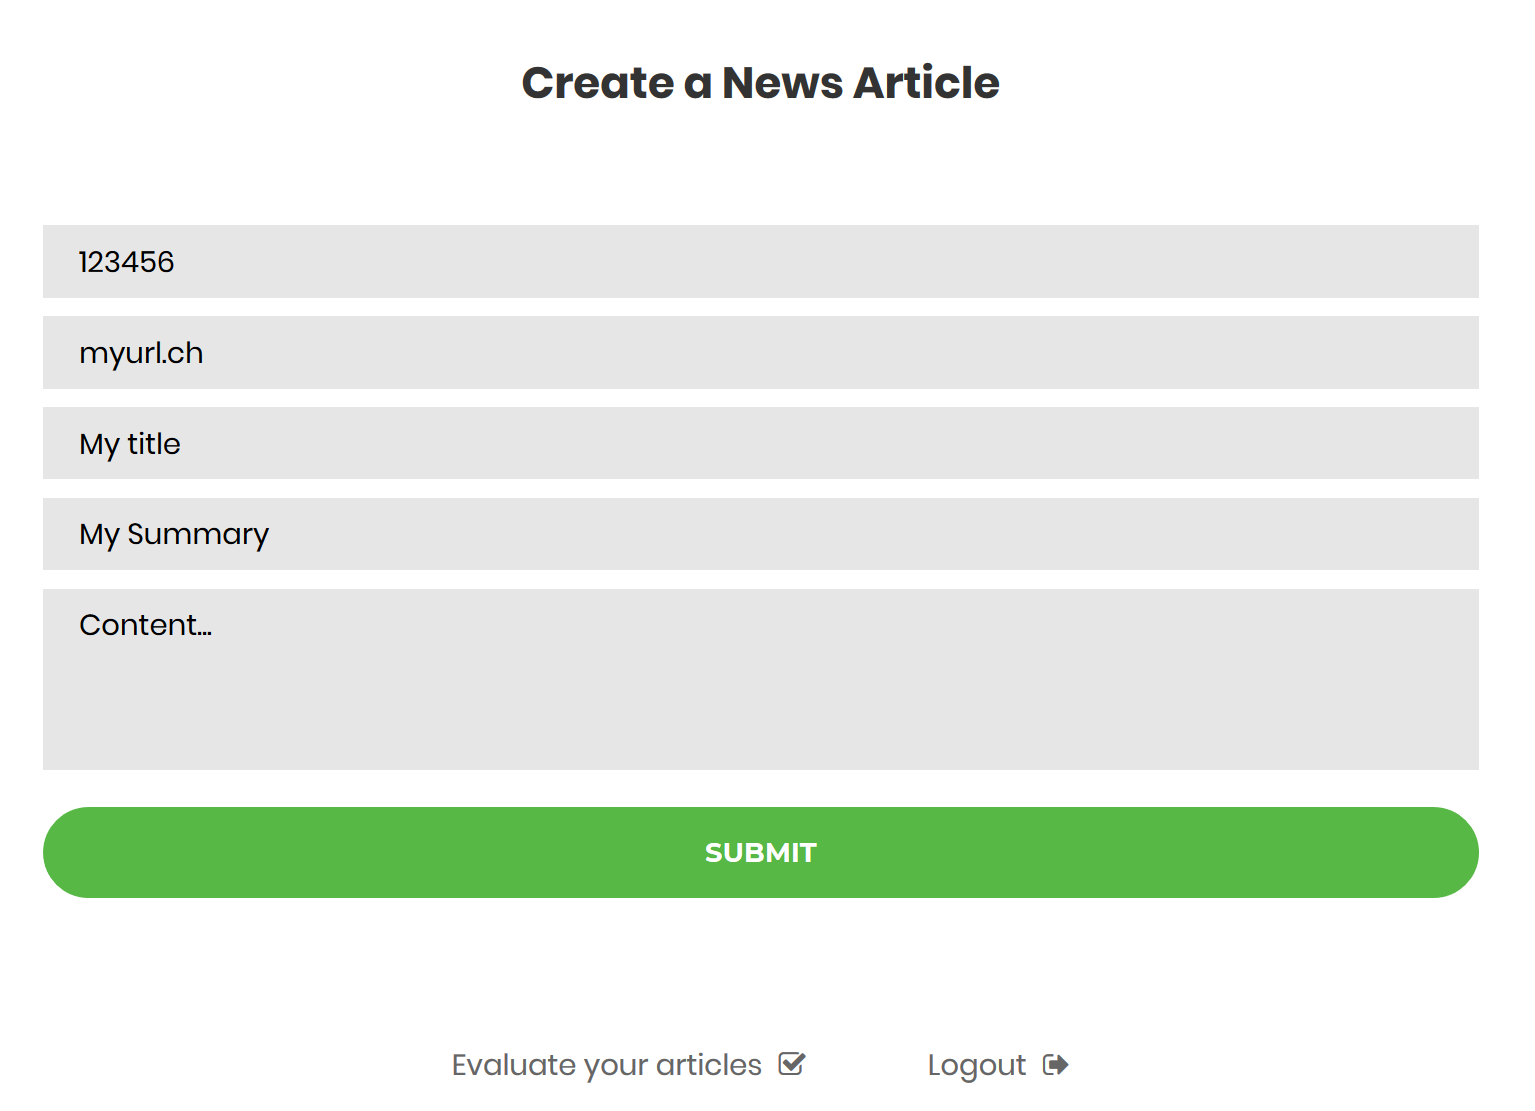 Create a News Article
123456
myurl.ch
My title
My Summary
Content...
SUBMIT
Evaluate your articles
Logout